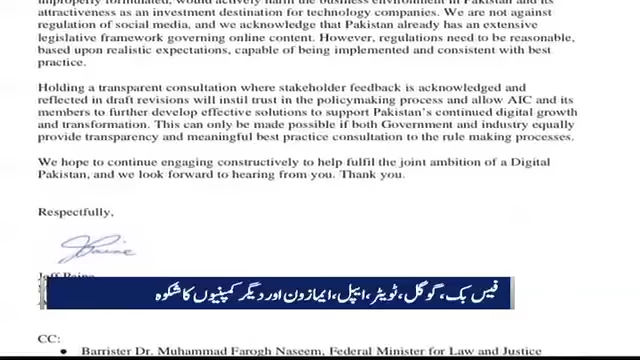 improperly formulated, would actively harm the business environment in Pakistan and its
attractiveness as an investment destination for technology companies. We are not against
regulation of social media, and we acknowledge that Pakistan already has an extensive
legislative framework governing online content. However, regulations need to be reasonable,
based upon realistic expectations, capable of being implemented and consistent with best
practice.
Holding a transparent consultation where stakeholder feedback is acknowledged and
reflected in draft revisions will instil trust in the policymaking process and allow AIC and its
members to further develop effective solutions to support Pakistan's continued digital growth
and transformation. This can only be made possible if both Government and industry equally
provide transparency and meaningful best practice consultation to the rule making processes.
We hope to continue engaging constructively to help fulfil the joint ambition of a Digital
Pakistan, and we look forward to hearing from you. Thank you.
Respectfully,
JPaine
Jeff Paine
فیس بک، گوگل، ٹویٹر، ایپل، ایمازون اور دیگر کمپنیوں کا شکوہ
CC:
• Barrister Dr. Muhammad Farogh Naseem, Federal Minister for Law and Justice